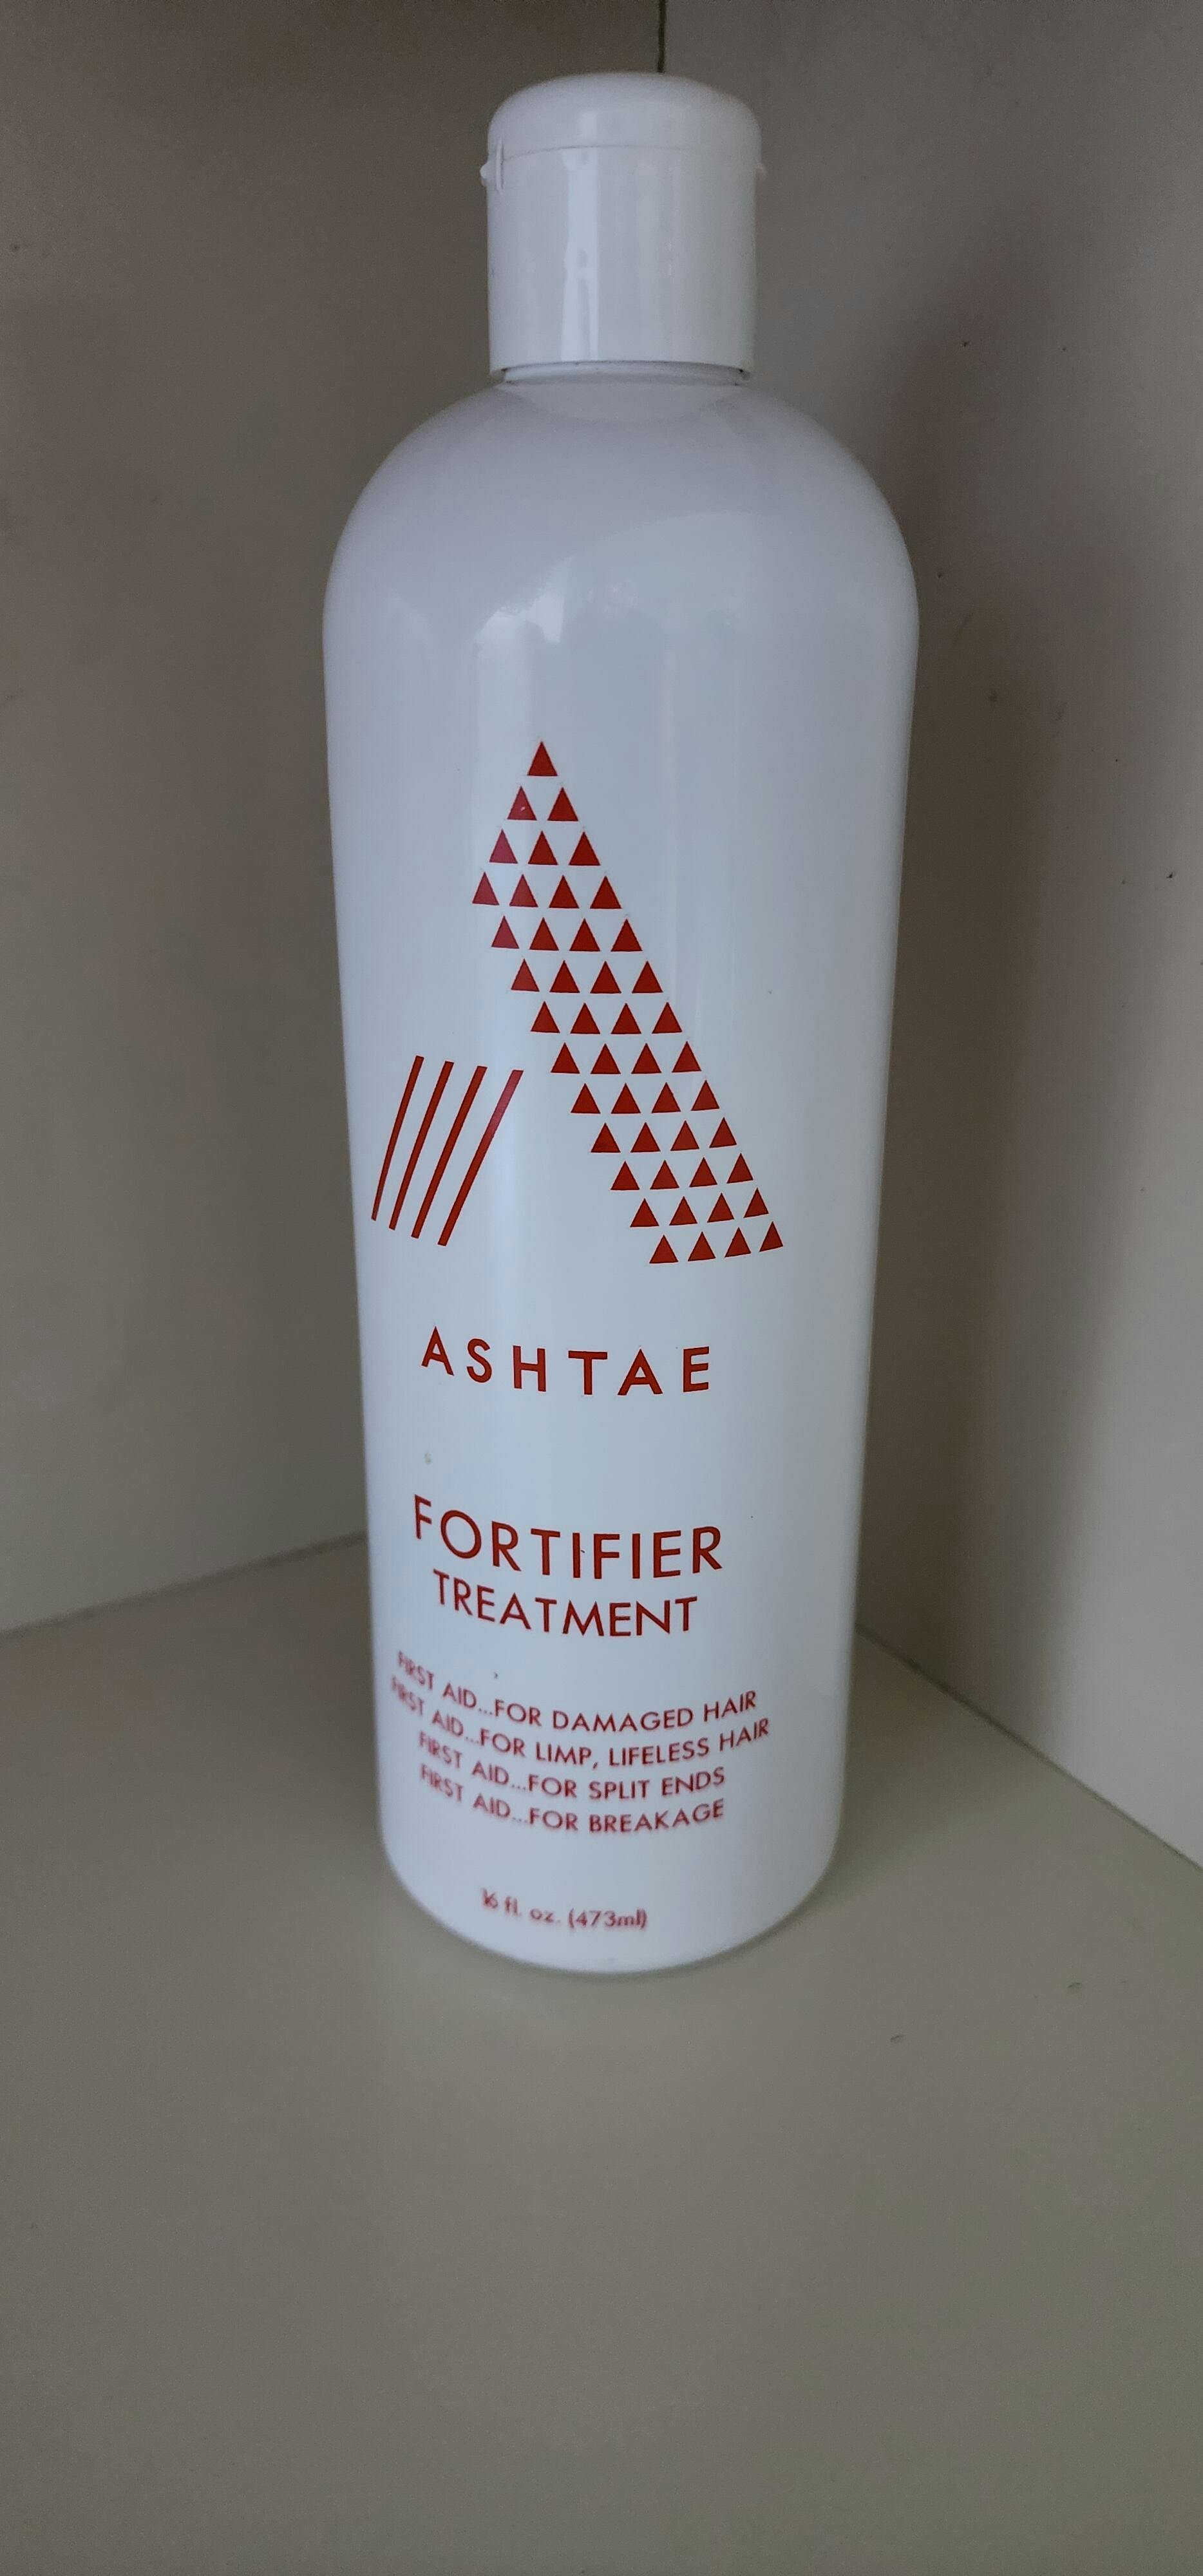 ASHTAE
FORTIFIER
TREATMENT
FIRST AID...FOR DAMAGED HAIR
FIRST AID...FOR LIMP, LIFELESS HAIR
FIRST AID...FOR SPLIT ENDS
FIRST AID...FOR BREAKAGE
16 fl. oz. (473ml)